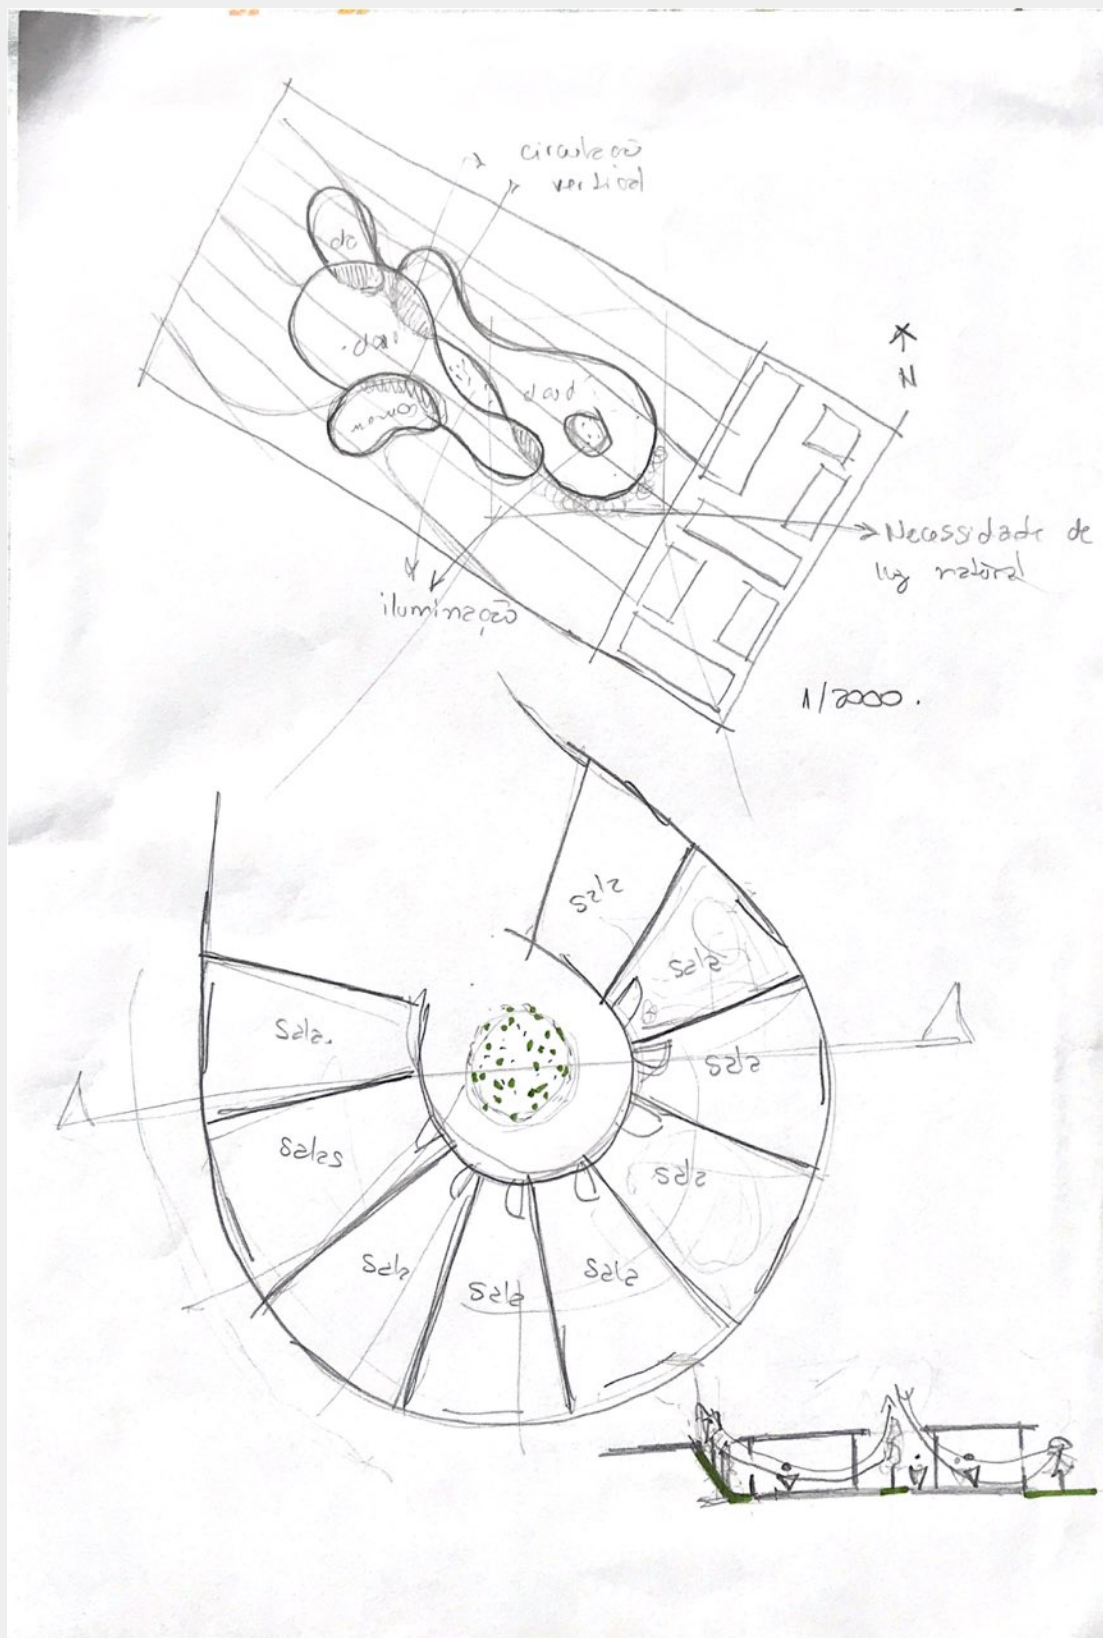 circulação
vertical
N
Necessidade de
luz natural
iluminação
1/2000.
Sala
Sala
Sala.
Sala
Salas
Sala
Sala
Sala
Sala